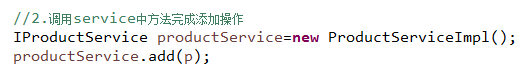 //2.调用service中方法完成添加操作
IProductService productService=new ProductServiceImpl();
productService.add(p);